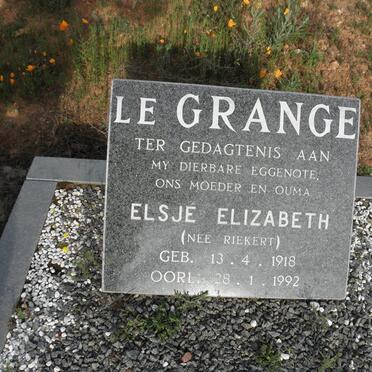 LE GRANGE
TER GEDAGTENIS AAN
MY DIERBARE EGGENOTE,
ONS MOEDER EN OUMA
ELSJE ELIZABETH
(NEE RIEKERT)
GEB. 13.4.1918
OORL. 28.1.1992